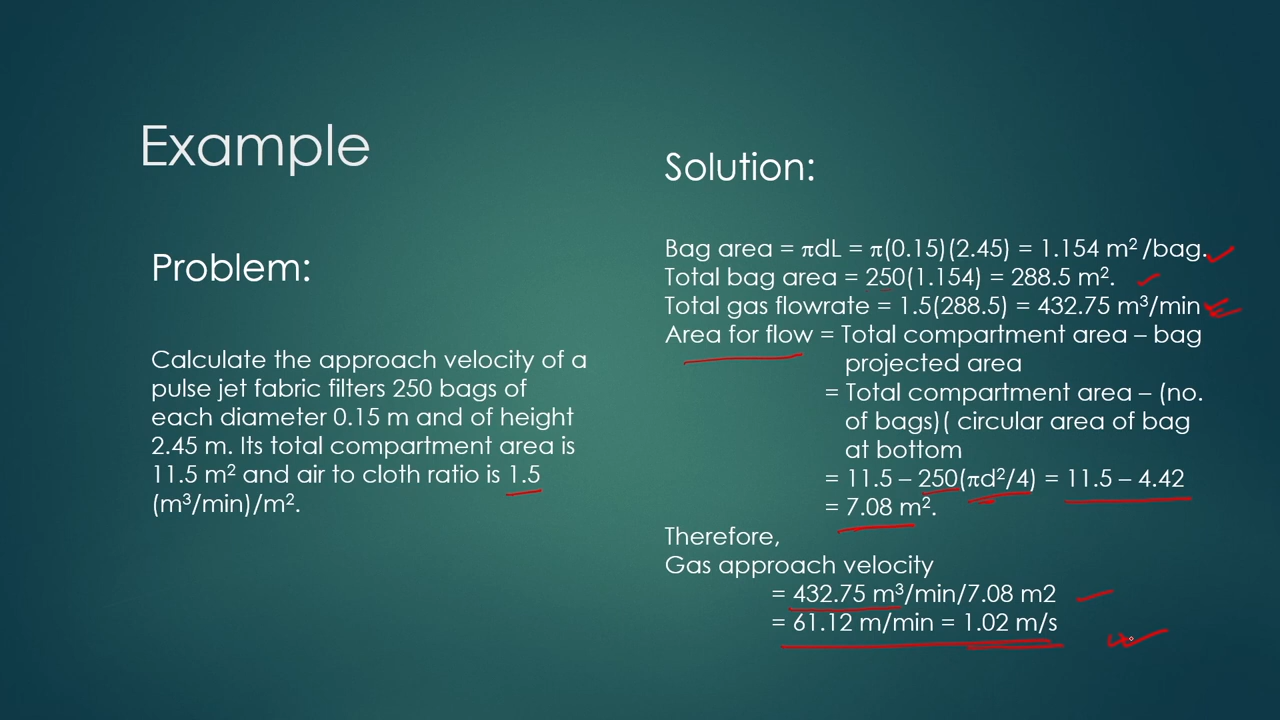 Example
Problem:
Calculate the approach velocity of a
pulse jet fabric filters 250 bags of
each diameter 0.15 m and of height
2.45 m. Its total compartment area is
11.5 m² and air to cloth ratio is 1.5
(m³/min)/m².
Solution:
Bag area = πdL = π(0.15)(2.45) = 1.154 m² /bag.
Total bag area = 250(1.154) = 288.5 m².
Total gas flowrate = 1.5(288.5) = 432.75 m³/min
Area for flow = Total compartment area – bag
projected area
= Total compartment area – (no.
of bags)( circular area of bag
at bottom
= 11.5 – 250(πd²/4) = 11.5 – 4.42
= 7.08 m².
Therefore,
Gas approach velocity
= 432.75 m³/min/7.08 m2
= 61.12 m/min = 1.02 m/s